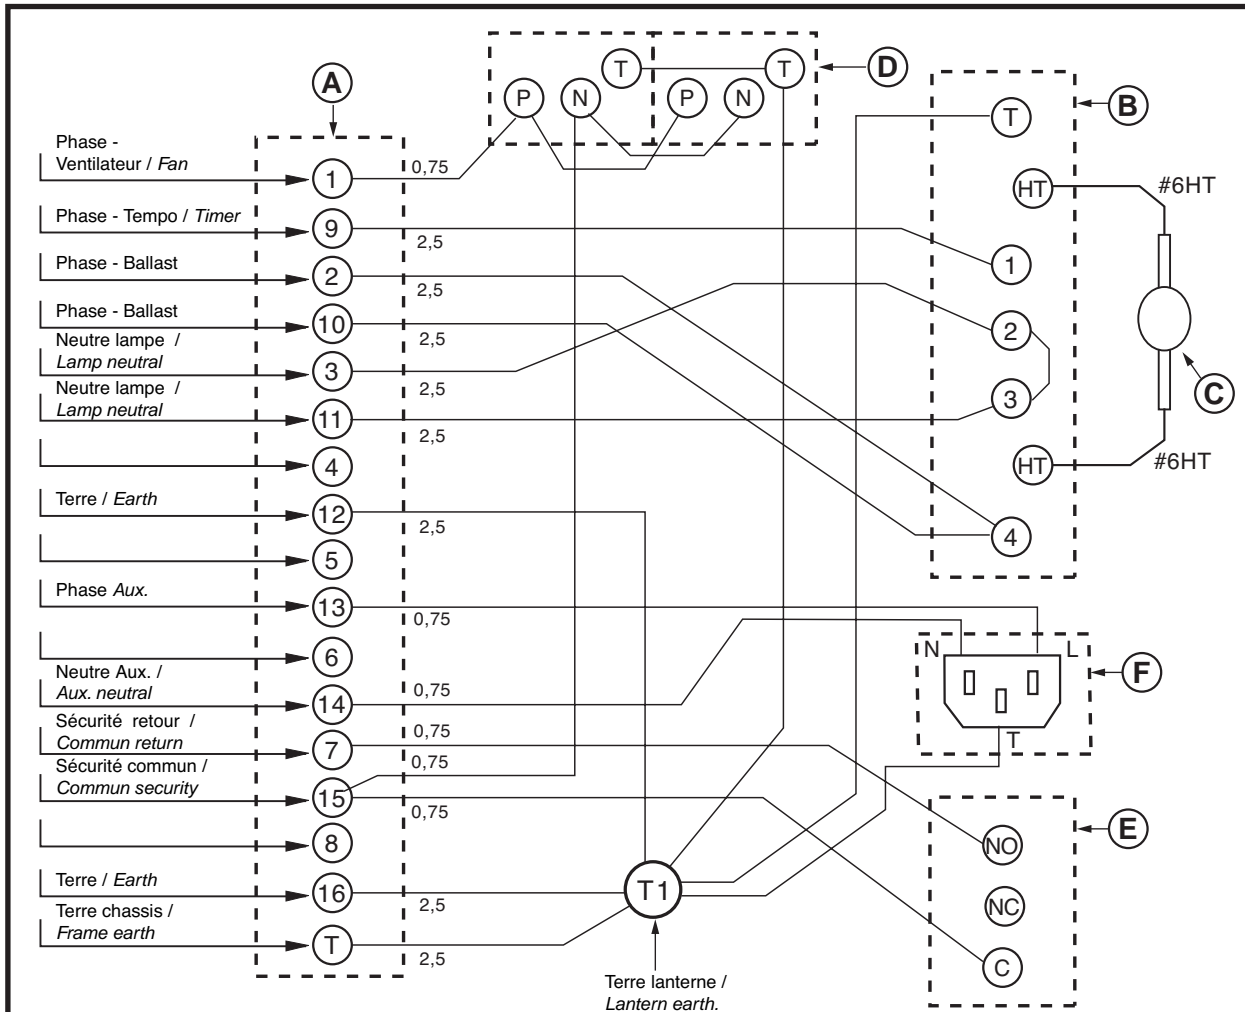 T
T
D
A
P
N
P
N
B
T
Phase -
Ventilateur / Fan
1
0,75
HT
#6HT
Phase - Tempo / Timer
9
2,5
1
Phase - Ballast
2
2,5
Phase - Ballast
10
2,5
2
Neutre lampe /
Lamp neutral
3
2,5
3
C
Neutre lampe /
Lamp neutral
11
2,5
4
HT
#6HT
Terre / Earth
12
2,5
4
5
Phase Aux.
13
0,75
6
N
L
F
Neutre Aux. /
Aux. neutral
14
0,75
T
Sécurité retour /
Commun return
7
0,75
Sécurité commun /
Commun security
15
0,75
0,75
8
NO
E
Terre / Earth
16
2,5
T1
NC
Terre chassis /
Frame earth
T
2,5
C
Terre lanterne /
Lantern earth.